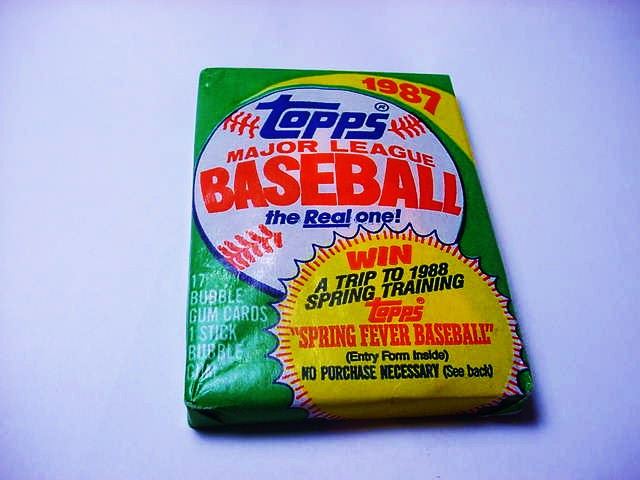 1987
topps®
MAJOR LEAGUE
BASEBALL
the Real one!
17
BUBBLE
GUM CARDS
1 STICK
BUBBLE
GUM
WIN
A TRIP TO 1988
SPRING TRAINING
topps®
"SPRING FEVER BASEBALL"
(Entry Form Inside)
NO PURCHASE NECESSARY (See back)